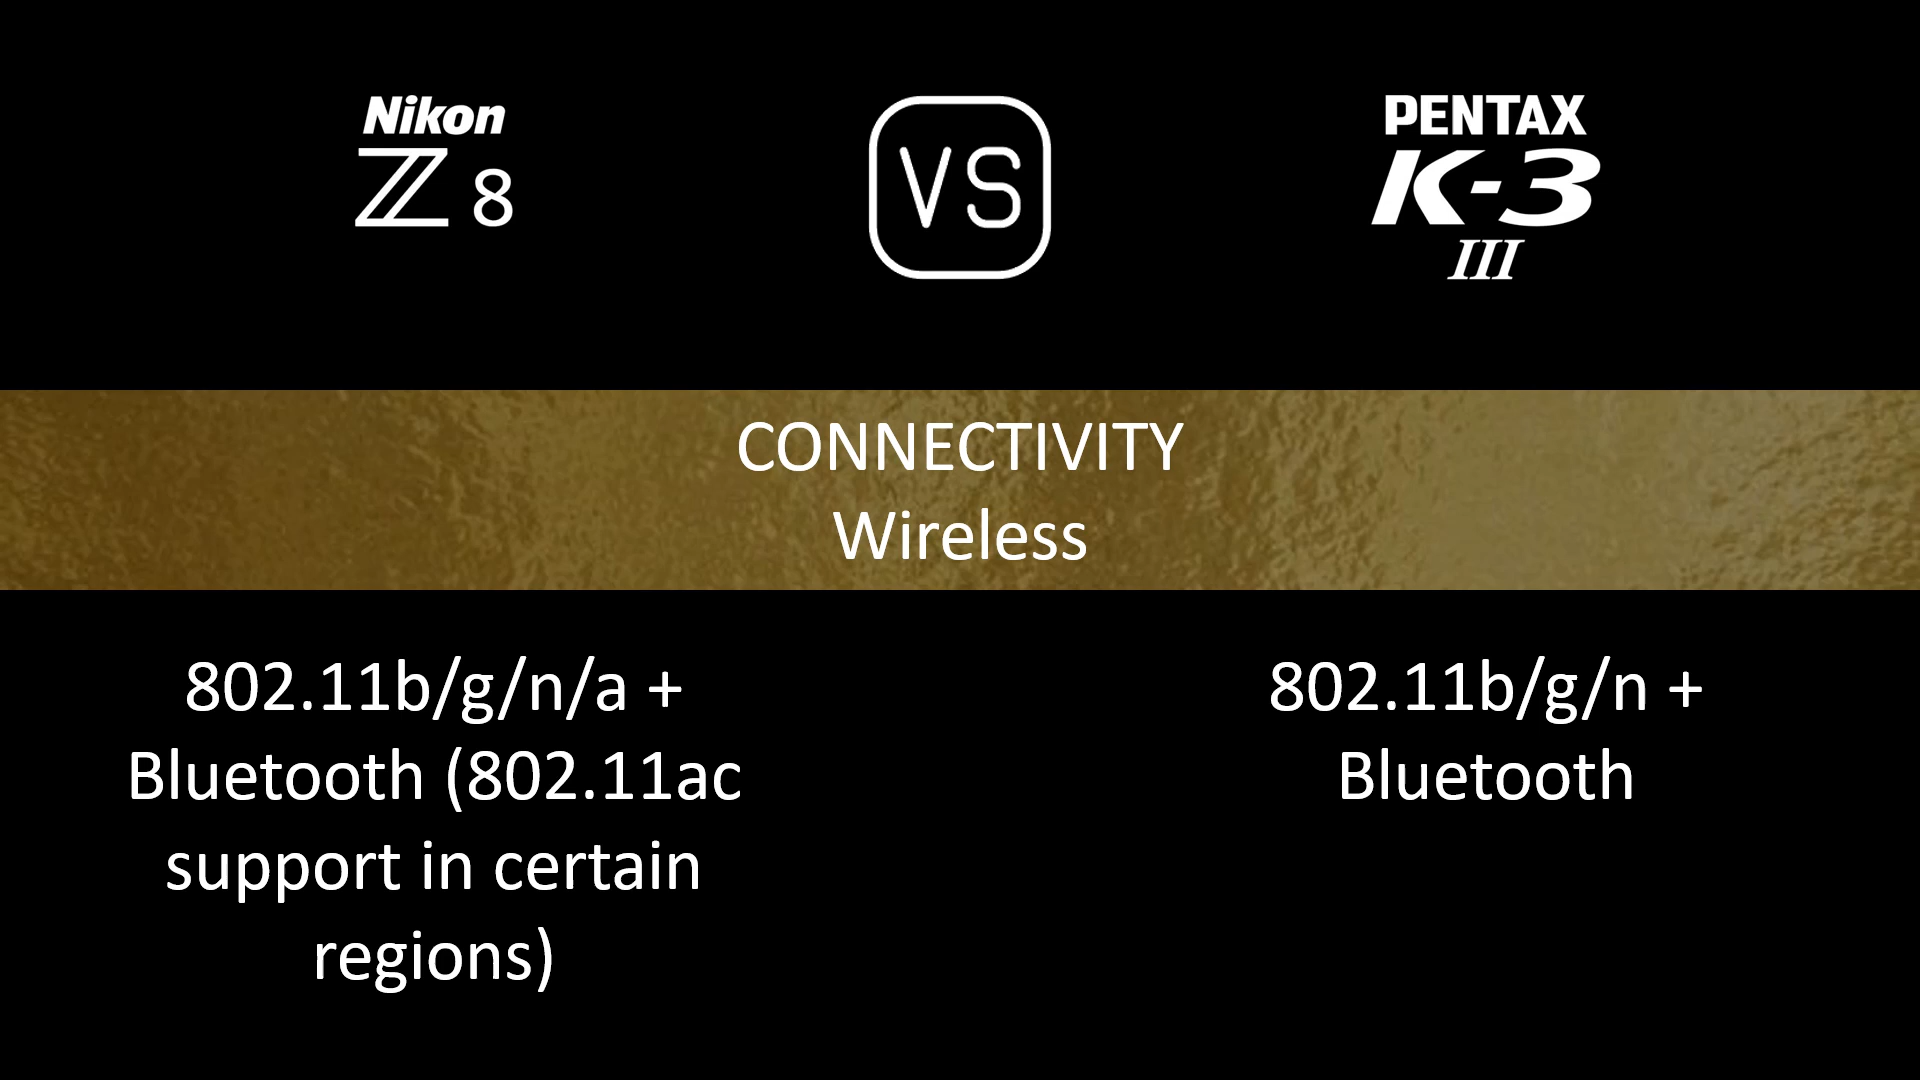 Nikon
Z 8
VS
PENTAX
K-3
III
CONNECTIVITY
Wireless
802.11b/g/n/a +
Bluetooth (802.11ac
support in certain
regions)
802.11b/g/n +
Bluetooth